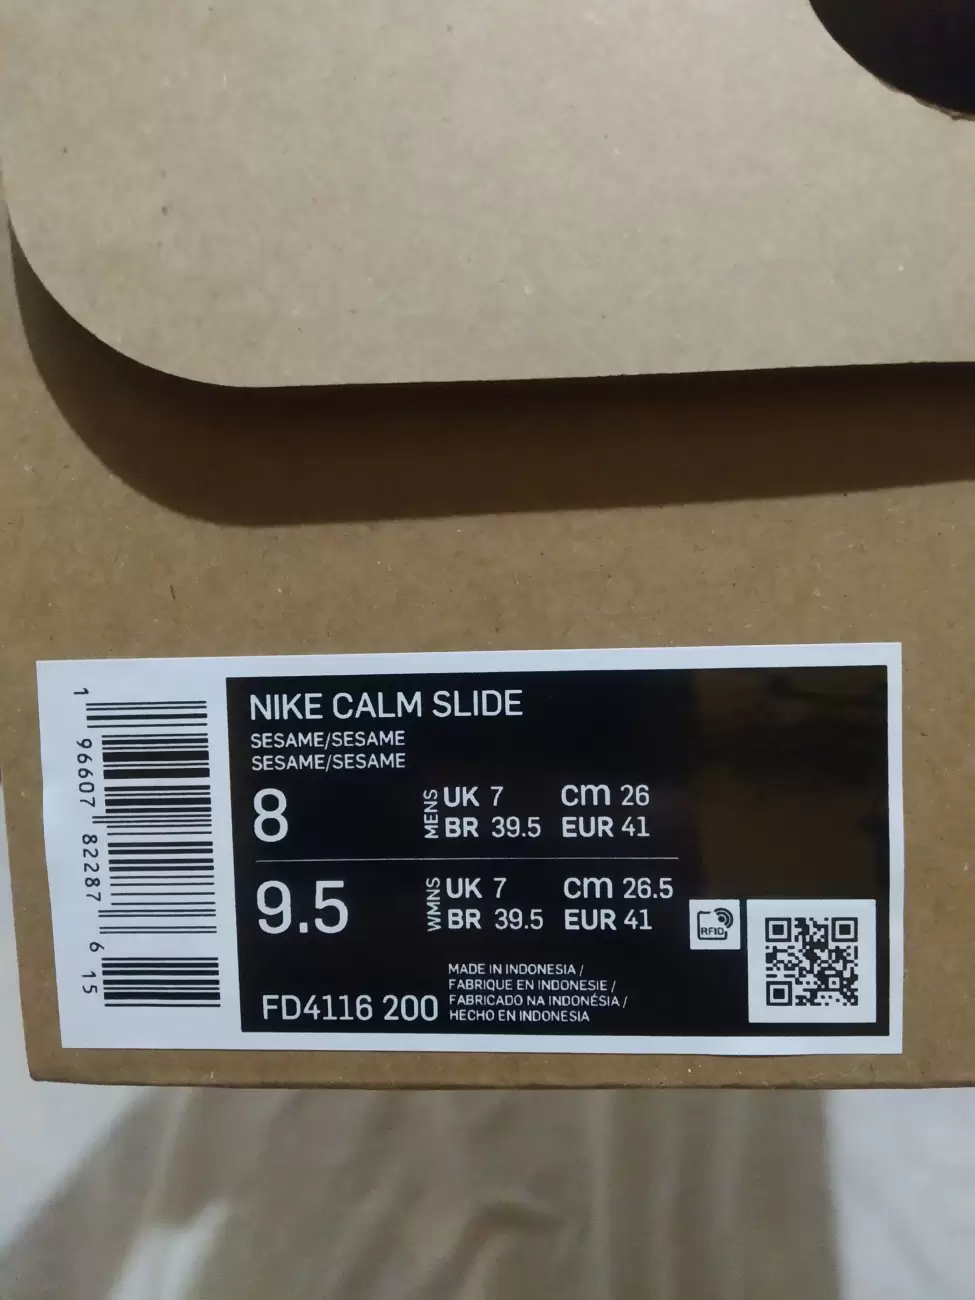 NIKE CALM SLIDE
SESAME/SESAME
SESAME/SESAME
8 MENS UK 7 cm 26
BR 39.5 EUR 41
9.5 WMNS UK 7 cm 26.5
BR 39.5 EUR 41
RFID
MADE IN INDONESIA /
FABRIQUE EN INDONESIE /
FD4116 200 FABRICADO NA INDONÉSIA /
HECHO EN INDONESIA
1 96607 82287 6 15